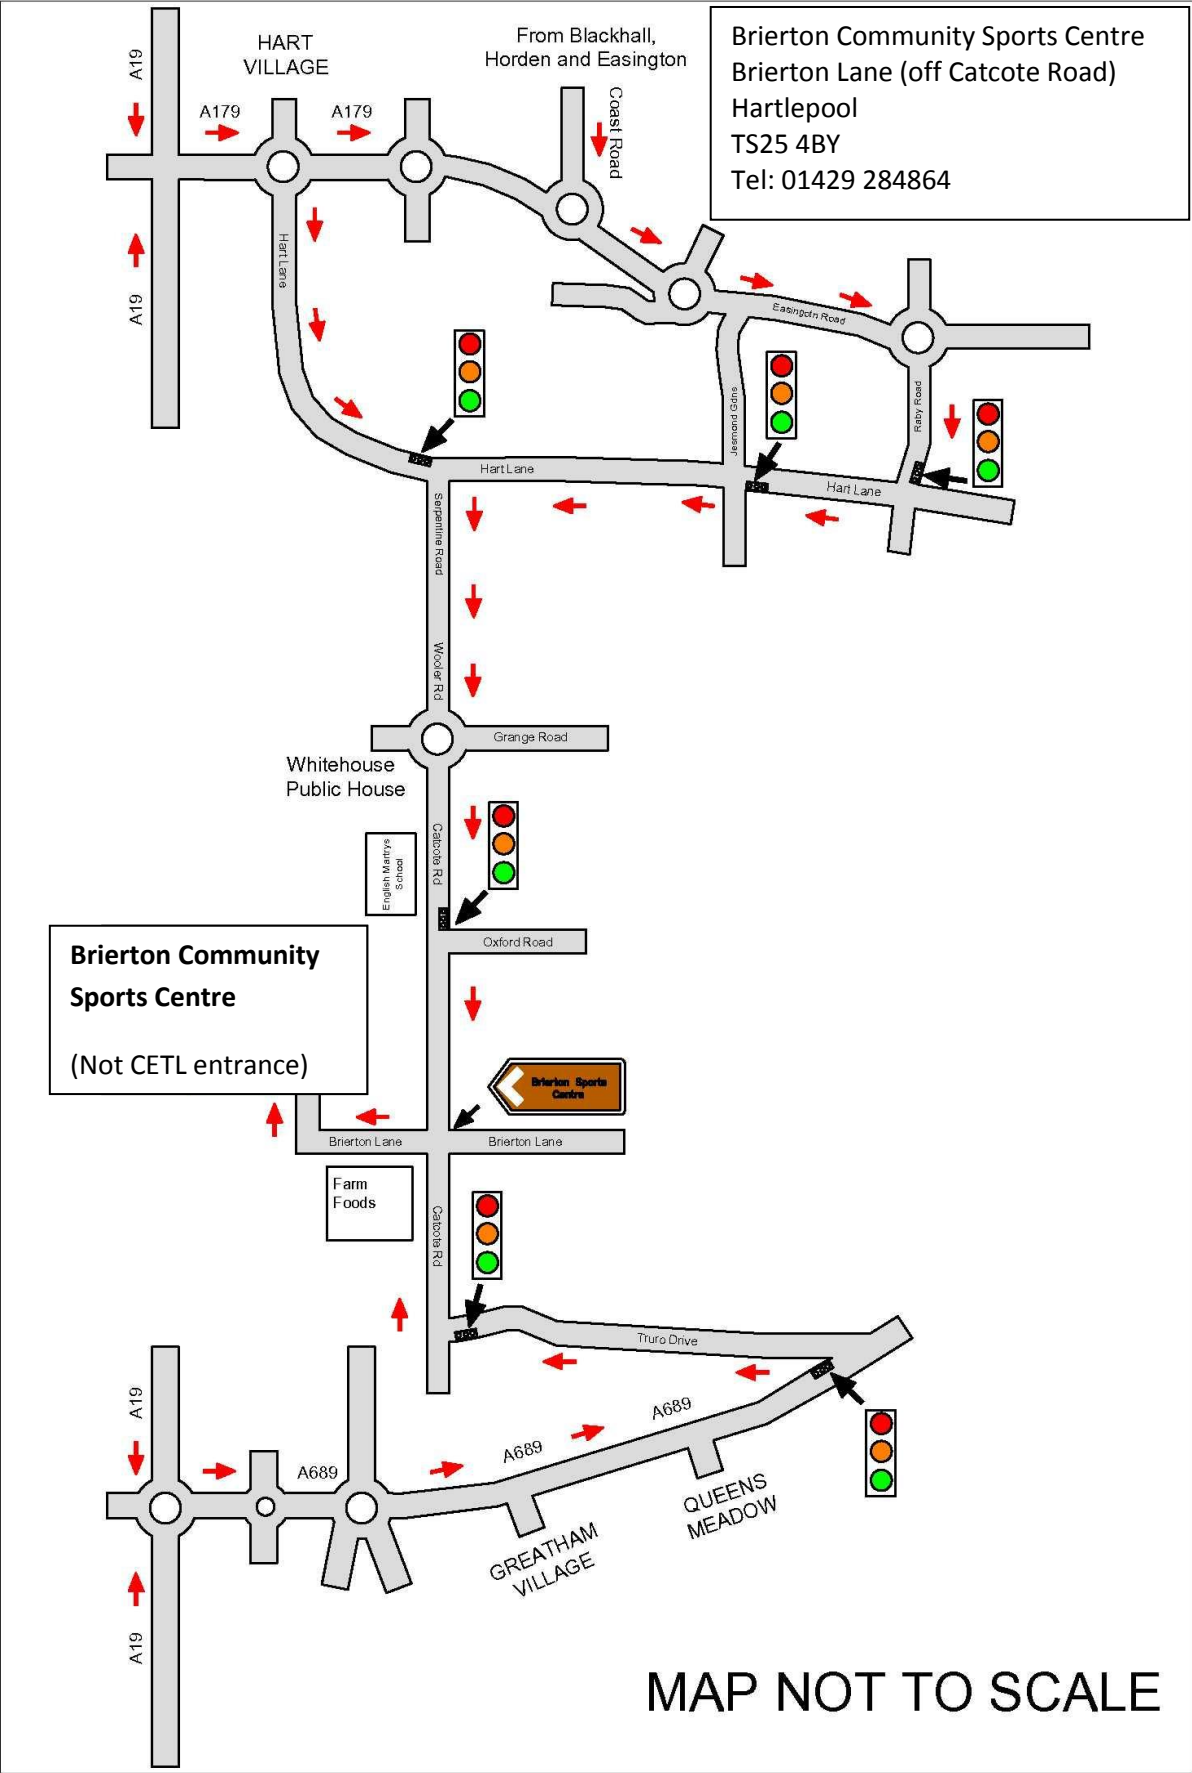 Brierton Community Sports Centre
Brierton Lane (off Catcote Road)
Hartlepool
TS25 4BY
Tel: 01429 284864
HART
VILLAGE
From Blackhall,
Horden and Easington
A19
A179
A179
Coast Road
A19
Hart Lane
Easingotn Road
Jesmond Gdns
Raby Road
Hart Lane
Hart Lane
Serpentine Road
Wooler Rd
Grange Road
Whitehouse
Public House
Catcote Rd
English Martrys
School
Oxford Road
Brierton Community
Sports Centre
(Not CETL entrance)
Brierton Sports
Centre
Brierton Lane
Brierton Lane
Farm
Foods
Catcote Rd
Truro Drive
A19
A689
A689
A689
QUEENS
MEADOW
GREATHAM
VILLAGE
A19
MAP NOT TO SCALE